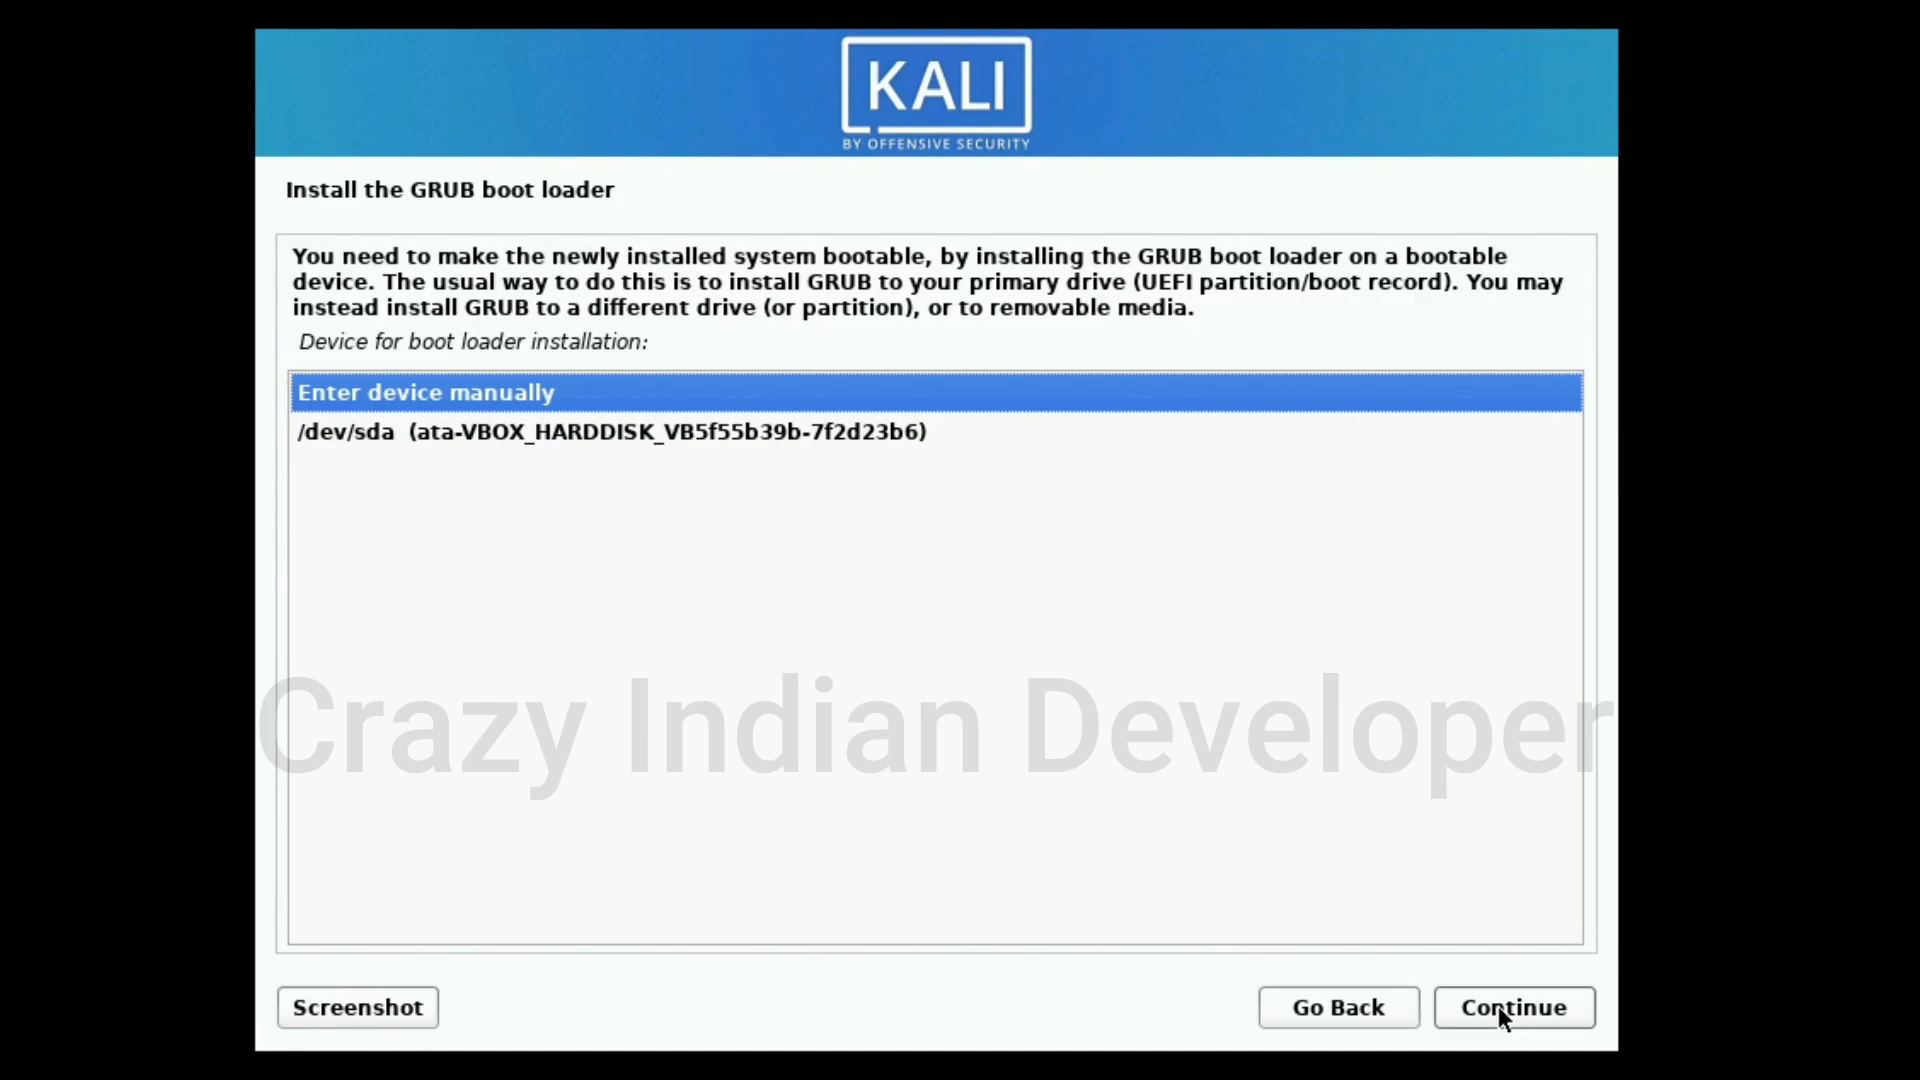 KALI
BY OFFENSIVE SECURITY
Install the GRUB boot loader
You need to make the newly installed system bootable, by installing the GRUB boot loader on a bootable
device. The usual way to do this is to install GRUB to your primary drive (UEFI partition/boot record). You may
instead install GRUB to a different drive (or partition), or to removable media.
Device for boot loader installation:
Enter device manually
/dev/sda (ata-VBOX_HARDDISK_VB5f55b39b-7f2d23b6)
Crazy Indian Developer
Screenshot
Go Back
Continue